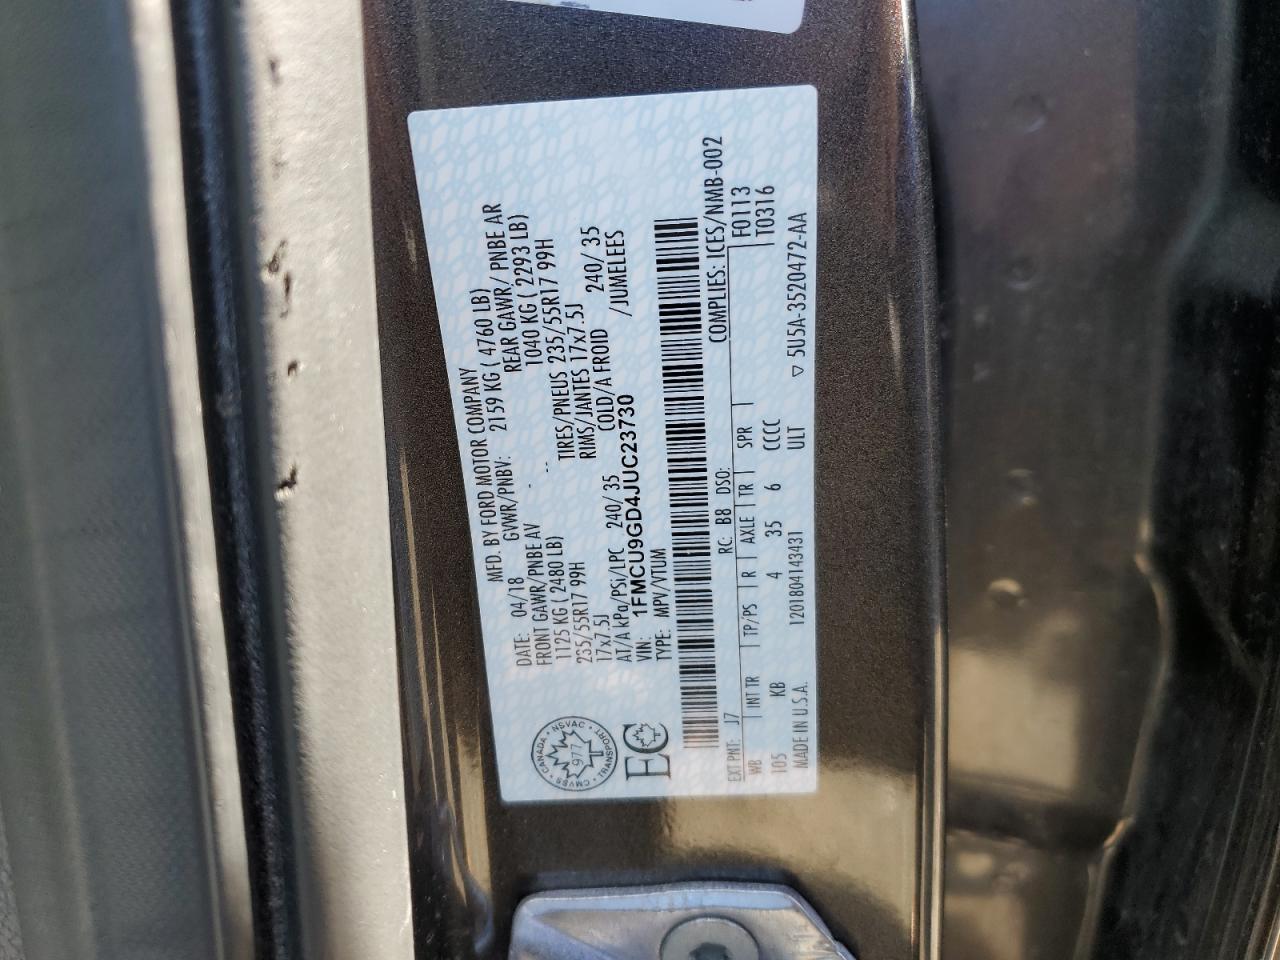 MFD. BY FORD MOTOR COMPANY
DATE: 04/18 GVWR/PNBV: 2159 KG ( 4760 LB)
FRONT GAWR/PNBE AV REAR GAWR/ PNBE AR
1125 KG ( 2480 LB) 1040 KG ( 2293 LB)
235/55R17 99H TIRES/PNEUS 235/55R17 99H
17x7.5J RIMS/JANTES 17x7.5J
AT/A kPa/PSi/LPC 240/ 35 COLD/A FROID 240/ 35
VIN: 1FMCU9GD4JUC23730 /JUMELEES
TYPE: MPV/VTUM
CANADA • NSVAC • TRANSPORT • CMVSS
977
EC
COMPLIES: ICES/NMB-002
EXT PNT: J7 RC: B8 DSO: F0113
WB INT TR TP/PS R AXLE TR SPR T0316
105 KB 4 35 6 CCCC
MADE IN U.S.A. 12018041343​1 ULT ▽ 5U5A-3520472-AA